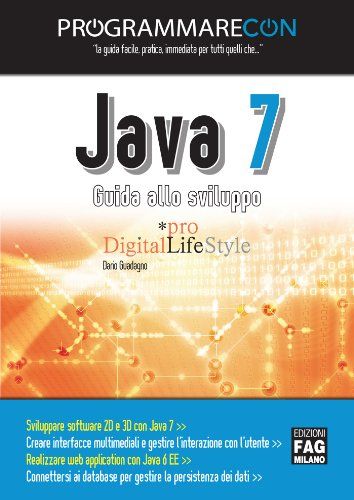 PROGRAMMARECON
"la guida facile, pratica, immediata per tutti quelli che..."
Java 7
Guida allo sviluppo
*pro
DigitalLifeStyle
Dario Guadagno
Sviluppare software 2D e 3D con Java 7 >>
Creare interfacce multimediali e gestire l'interazione con l'utente >>
Realizzare web application con Java 6 EE >>
Connettersi ai database per gestire la persistenza dei dati >>
EDIZIONI
FAG
MILANO